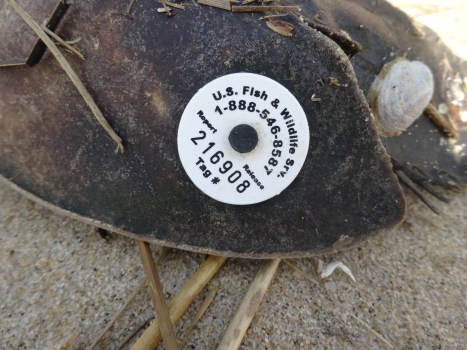 U.S. Fish & Wildlife Srv.
1-888-546-8587
Report
Release
216908
Tag #